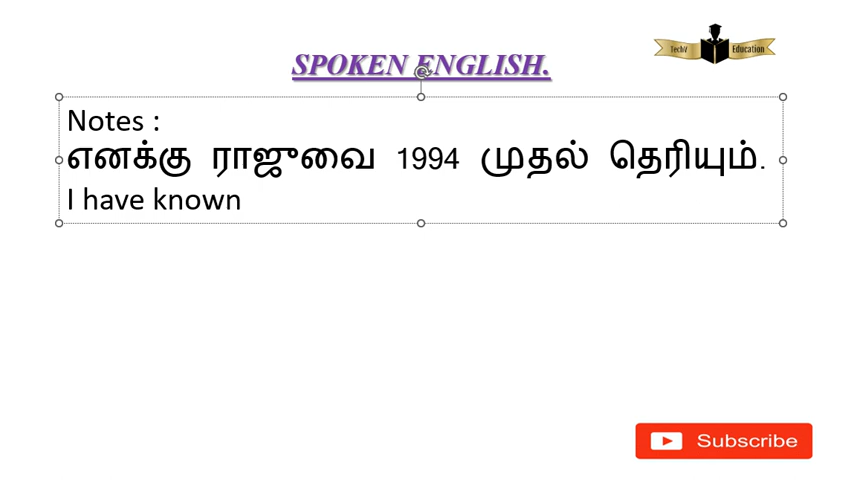 SPOKEN ENGLISH.
TechV Education
Notes :
எனக்கு ராஜுவை 1994 முதல் தெரியும்.
I have known
Subscribe